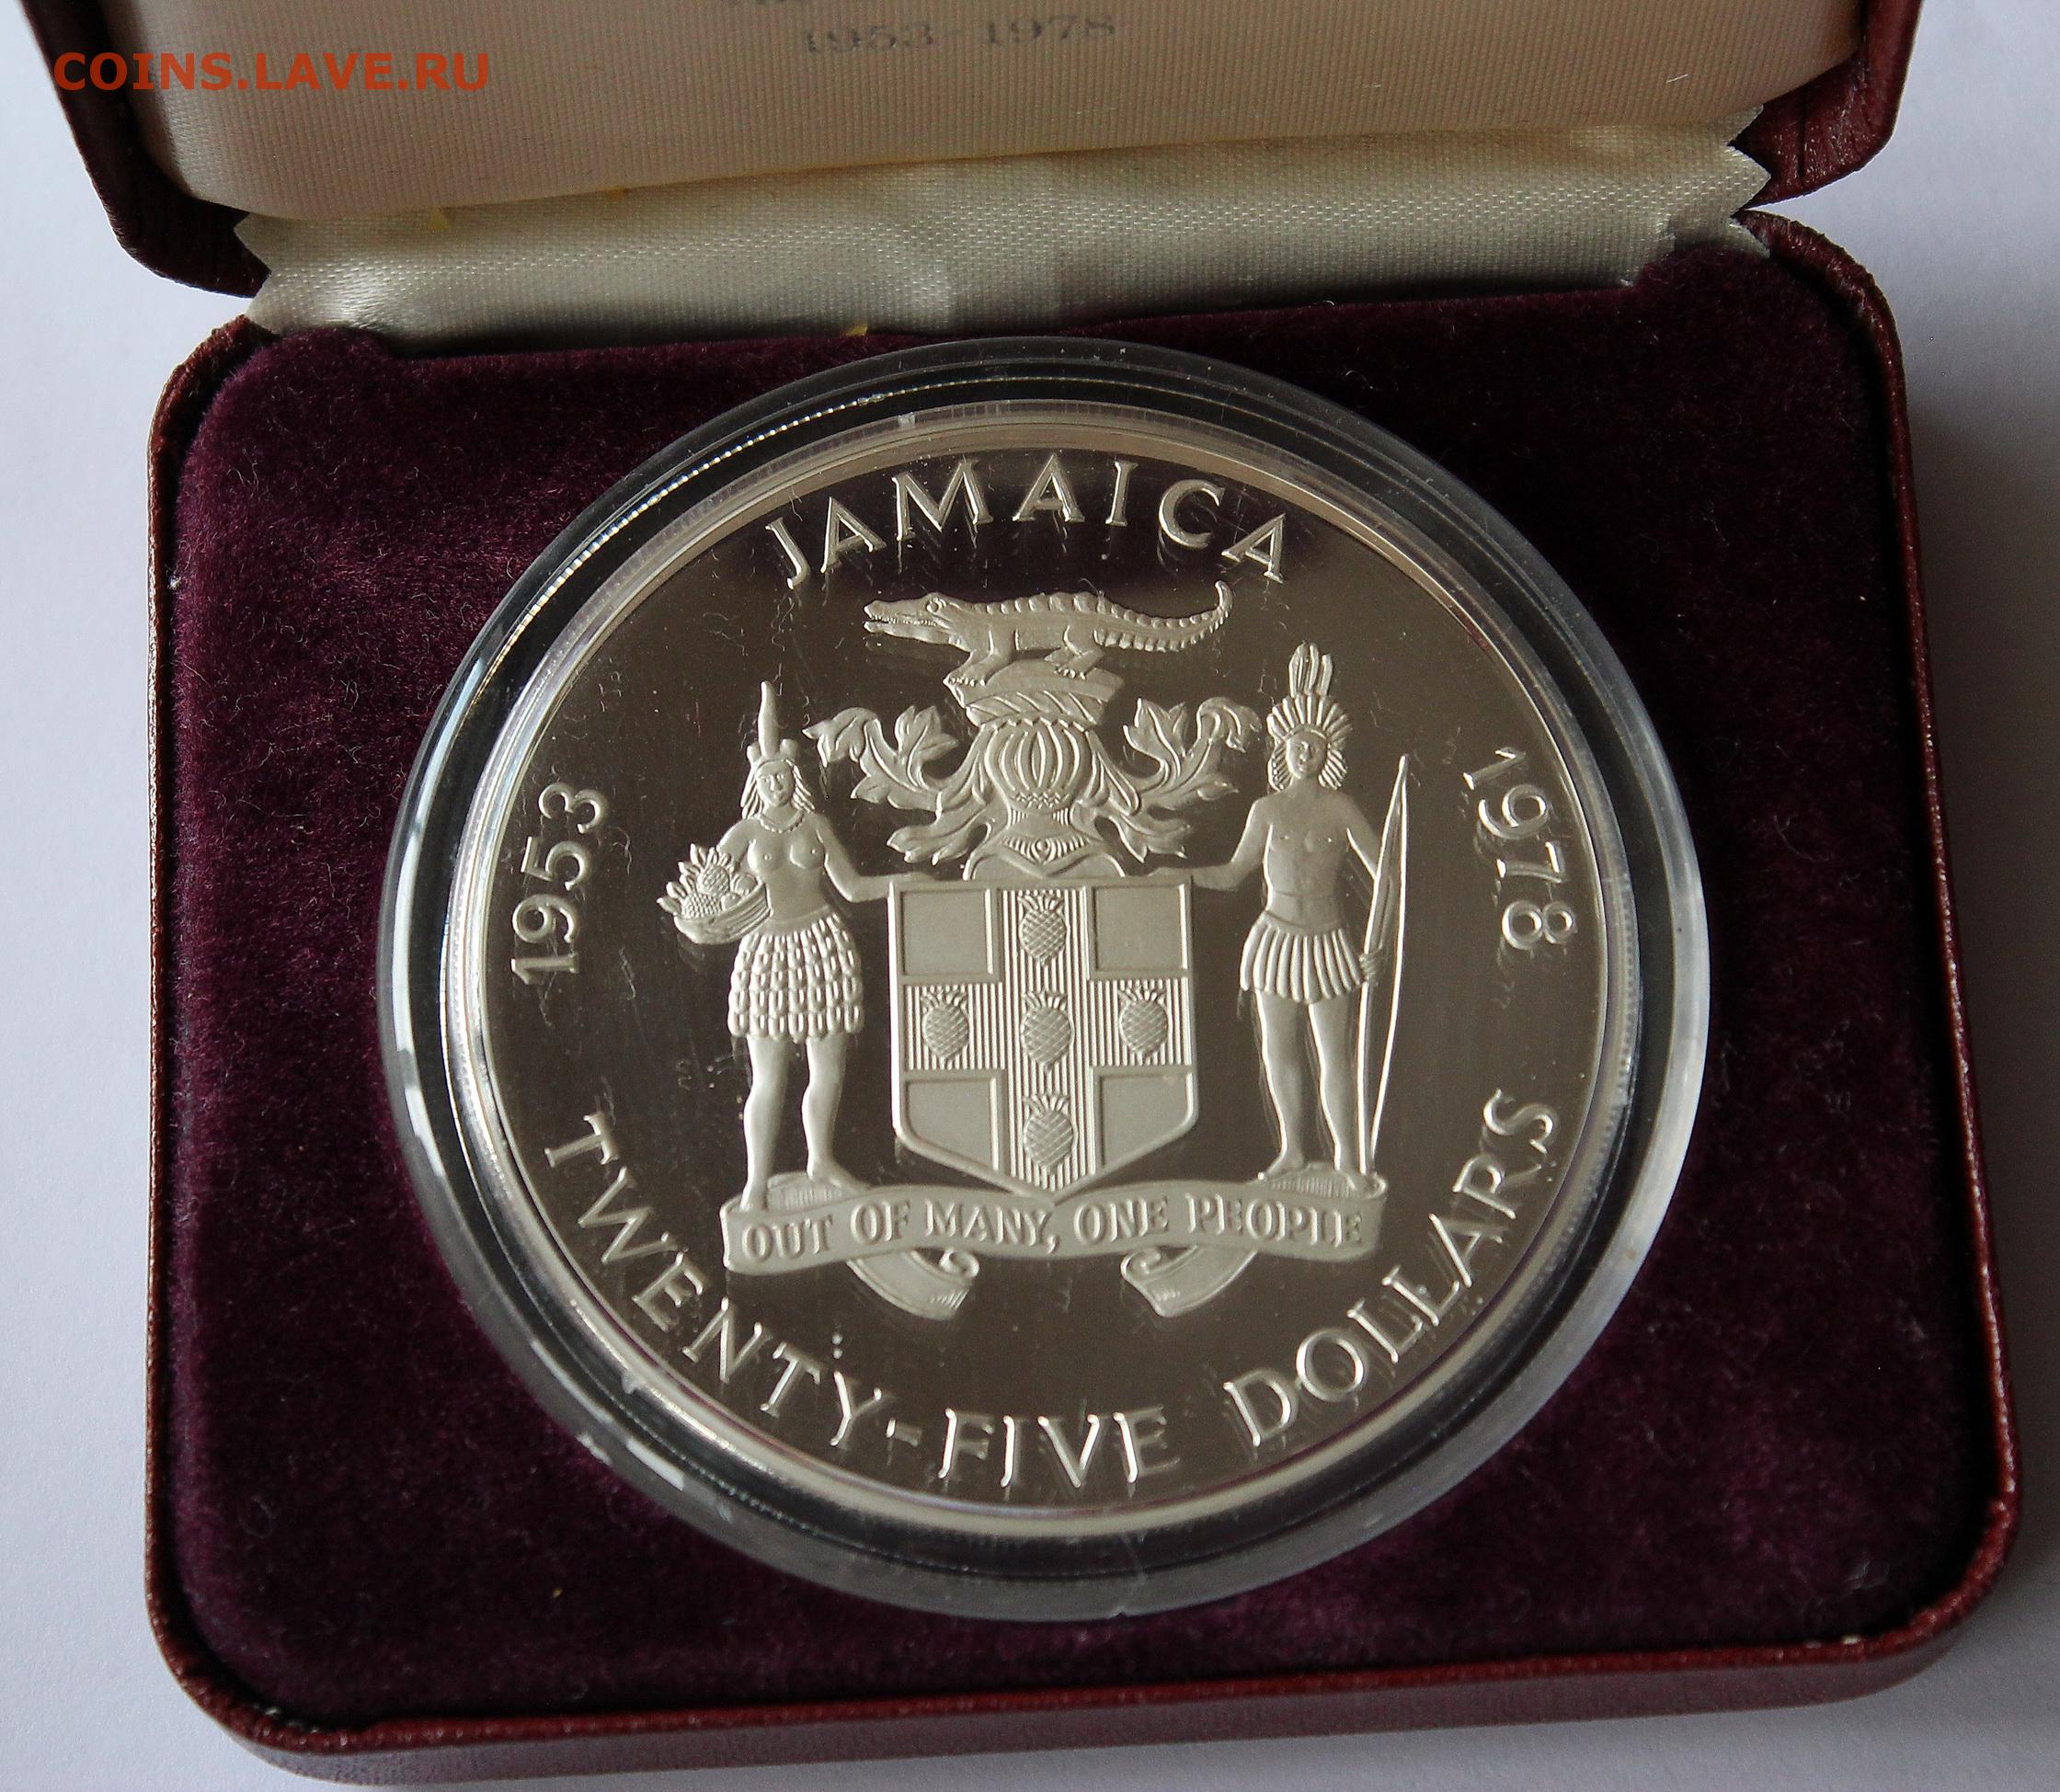 1953-1978
COINS.LAVE.RU
JAMAICA
1953
1978
OUT OF MANY, ONE PEOPLE
TWENTY-FIVE DOLLARS